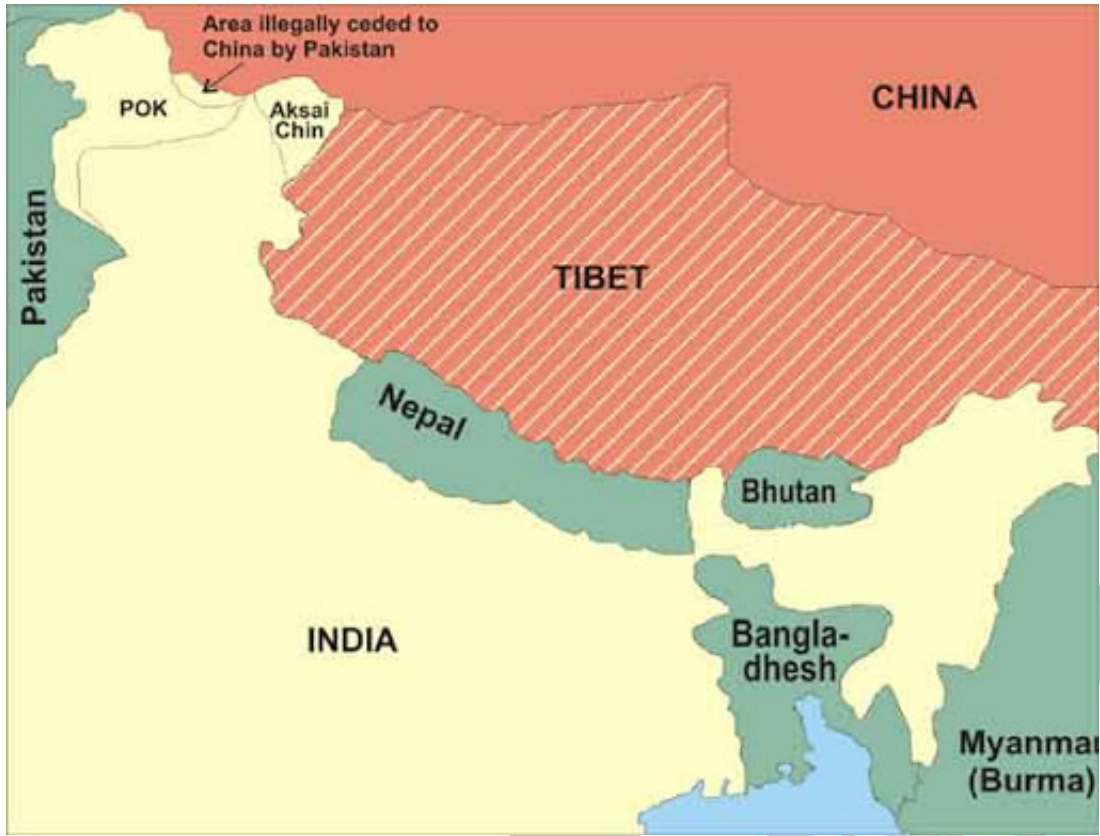 Area illegally ceded to
China by Pakistan
CHINA
POK
Aksai
Chin
Pakistan
TIBET
Nepal
Bhutan
INDIA
Bangla-
dhesh
Myanmar
(Burma)